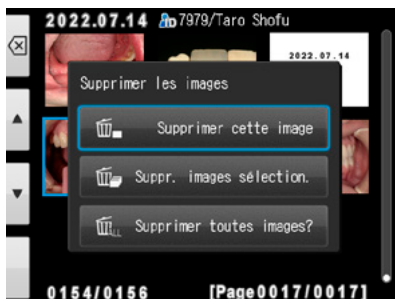 2022.07.14 ID 7979/Taro Shofu
2022.07.14
Supprimer les images
Supprimer cette image
Suppr. images sélection.
Supprimer toutes images?
0154/0156 [Page0017/0017]